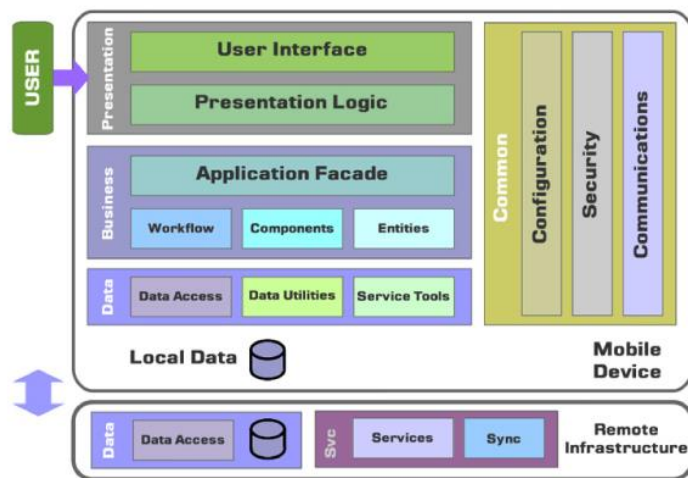 USER
Presentation
User Interface
Presentation Logic
Business
Application Facade
Workflow
Components
Entities
Data
Data Access
Data Utilities
Service Tools
Common
Configuration
Security
Communications
Local Data
Mobile
Device
Data
Data Access
Svc
Services
Sync
Remote
Infrastructure